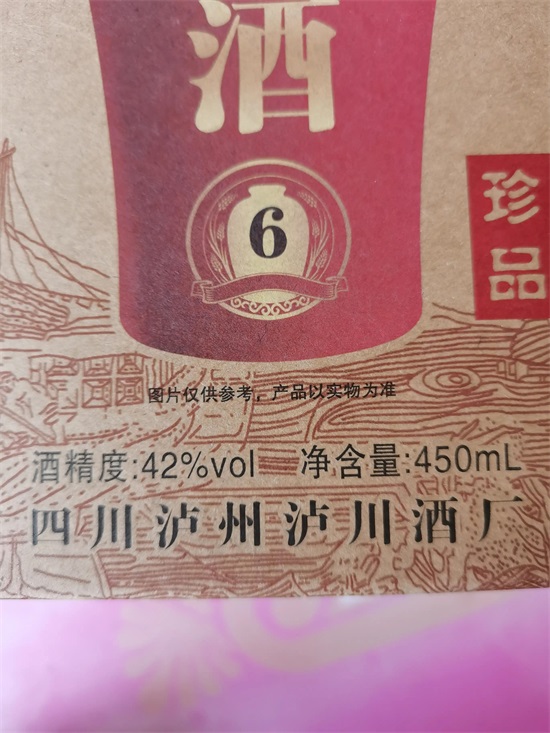 酒
6
珍品
图片仅供参考，产品以实物为准
酒精度:42%vol 净含量:450mL
四川泸州泸川酒厂